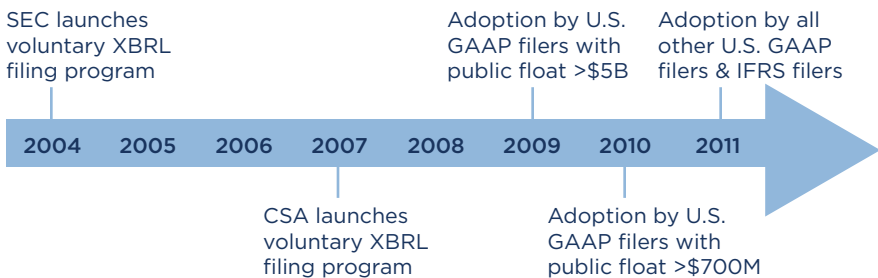 SEC launches
voluntary XBRL
filing program
Adoption by U.S.
GAAP filers with
public float >$5B
Adoption by all
other U.S. GAAP
filers & IFRS filers
2004 2005 2006 2007 2008 2009 2010 2011
CSA launches
voluntary XBRL
filing program
Adoption by U.S.
GAAP filers with
public float >$700M